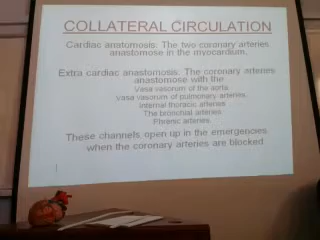 COLLATERAL CIRCULATION
Cardiac anatomosis: The two coronary arteries
anastomose in the myocardium.
Extra cardiac anastomosis: The coronary arteries
anastomose with the
Vasa vasorum of the aorta,
Vasa vasorum of pulmonary arteries,
Internal thoracic arteries
The bronchial arteries
Phrenic arteries.
These channels open up in the emergencies
when the coronary arteries are blocked